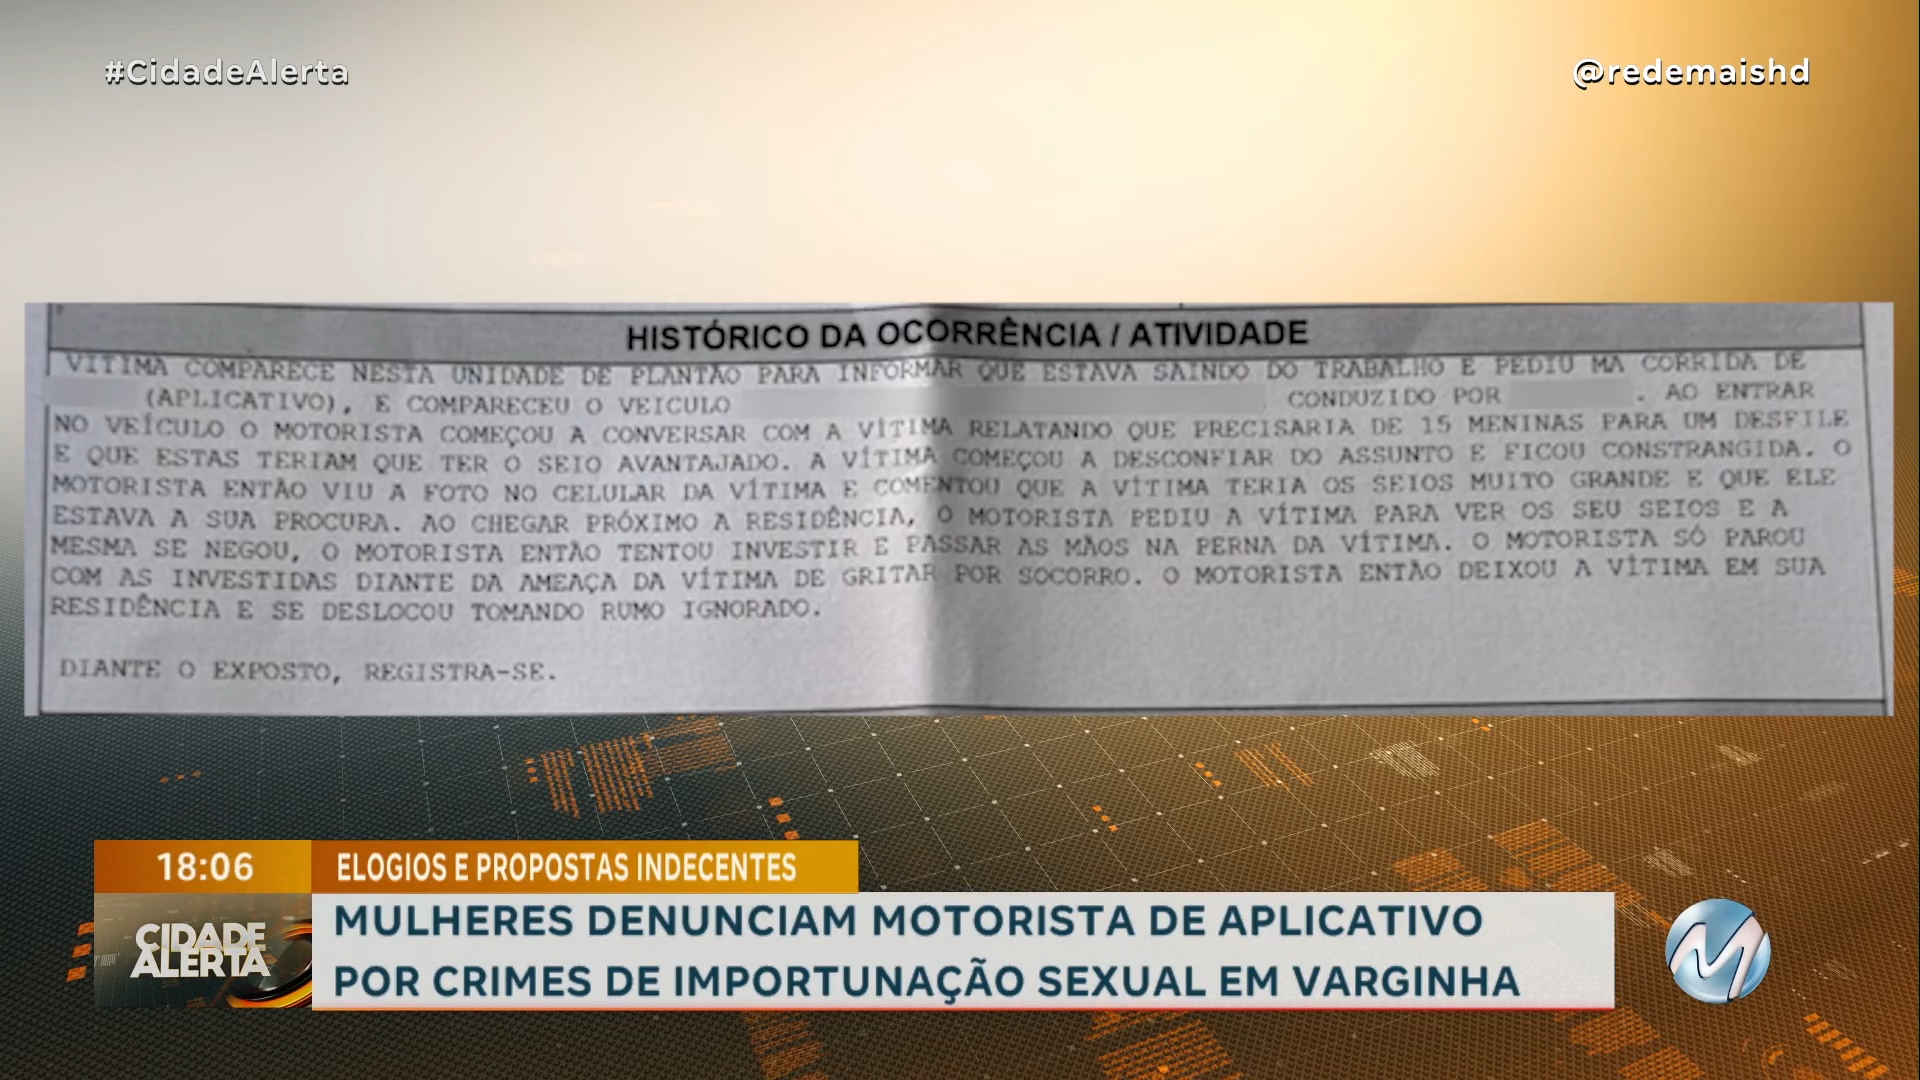 #CidadeAlerta
@redemaishd
HISTÓRICO DA OCORRÊNCIA / ATIVIDADE
VITIMA COMPARECE NESTA UNIDADE DE PLANTÃO PARA INFORMAR QUE ESTAVA SAINDO DO TRABALHO E PEDIU MA CORRIDA DE
(APLICATIVO), E COMPARECEU O VEICULO CONDUZIDO POR . AO ENTRAR
NO VEÍCULO O MOTORISTA COMEÇOU A CONVERSAR COM A VÍTIMA RELATANDO QUE PRECISARIA DE 15 MENINAS PARA UM DESFILE
E QUE ESTAS TERIAM QUE TER O SEIO AVANTAJADO. A VÍTIMA COMEÇOU A DESCONFIAR DO ASSUNTO E FICOU CONSTRANGIDA. O
MOTORISTA ENTÃO VIU A FOTO NO CELULAR DA VÍTIMA E COMENTOU QUE A VÍTIMA TERIA OS SEIOS MUITO GRANDE E QUE ELE
ESTAVA A SUA PROCURA. AO CHEGAR PRÓXIMO A RESIDÊNCIA, O MOTORISTA PEDIU A VÍTIMA PARA VER OS SEU SEIOS E A
MESMA SE NEGOU, O MOTORISTA ENTÃO TENTOU INVESTIR E PASSAR AS MÃOS NA PERNA DA VÍTIMA. O MOTORISTA SÓ PAROU
COM AS INVESTIDAS DIANTE DA AMEAÇA DA VÍTIMA DE GRITAR POR SOCORRO. O MOTORISTA ENTÃO DEIXOU A VÍTIMA EM SUA
RESIDÊNCIA E SE DESLOCOU TOMANDO RUMO IGNORADO.
DIANTE O EXPOSTO, REGISTRA-SE.
18:06
ELOGIOS E PROPOSTAS INDECENTES
CIDADE
ALERTA
MULHERES DENUNCIAM MOTORISTA DE APLICATIVO
POR CRIMES DE IMPORTUNAÇÃO SEXUAL EM VARGINHA
M